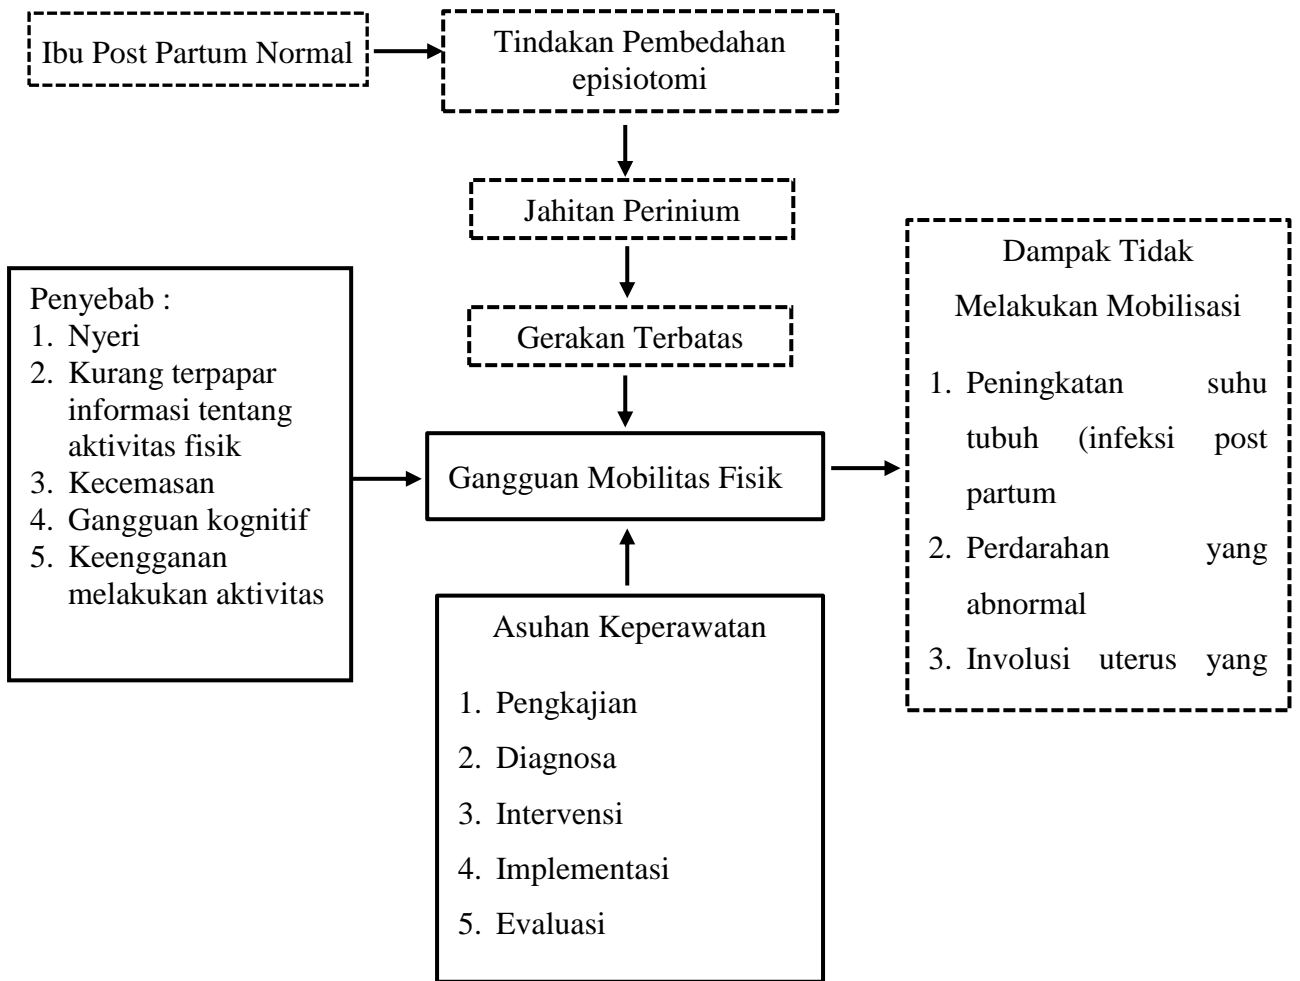 Ibu Post Partum Normal
Tindakan Pembedahan
episiotomi
Jahitan Perinium
Gerakan Terbatas
Penyebab :
1. Nyeri
2. Kurang terpapar
informasi tentang
aktivitas fisik
3. Kecemasan
4. Gangguan kognitif
5. Keengganan
melakukan aktivitas
Gangguan Mobilitas Fisik
Dampak Tidak
Melakukan Mobilisasi
1. Peningkatan suhu
tubuh (infeksi post
partum
2. Perdarahan yang
abnormal
3. Involusi uterus yang
Asuhan Keperawatan
1. Pengkajian
2. Diagnosa
3. Intervensi
4. Implementasi
5. Evaluasi